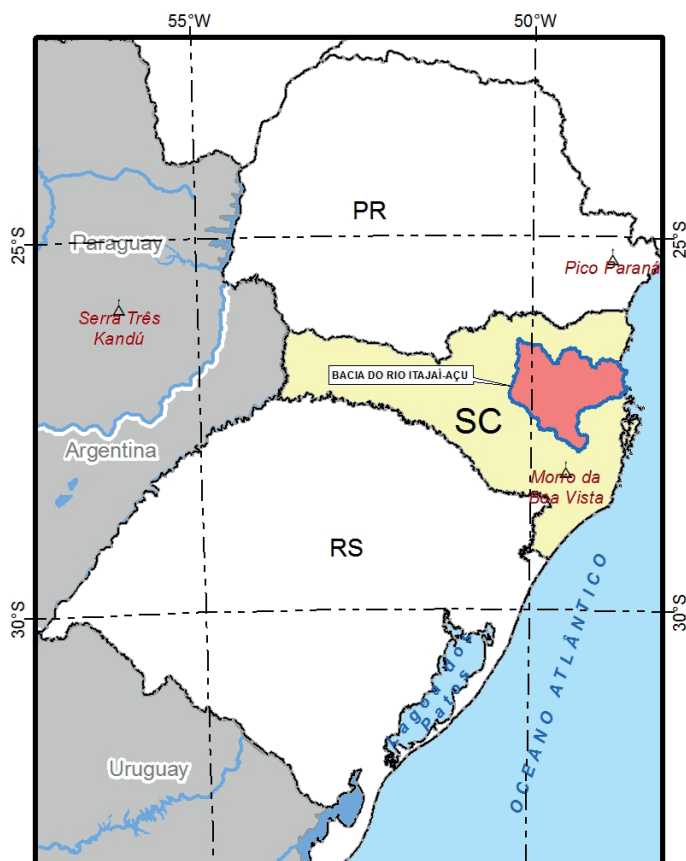 55°W
50°W
PR
25°S
25°S
Paraguay
Pico Paraná
Serra Três
Kandú
BACIA DO RIO ITAJAÍ-AÇU
SC
Argentina
Morro da
Boa Vista
RS
30°S
30°S
OCEANO ATLÂNTICO
Lagou dos
Patos
Uruguay